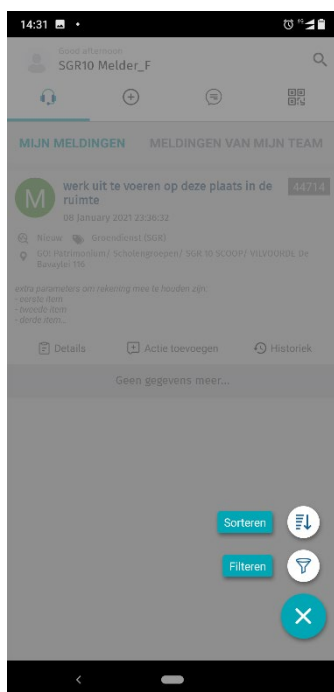 14:31
Good afternoon
SGR10 Melder_F
MIJN MELDINGEN
MELDINGEN VAN MIJN TEAM
M
werk uit te voeren op deze plaats in de
ruimte
44714
08 January 2021 23:36:32
Nieuw
Groendienst (SGR)
GO! Patrimonium/ Scholengroepen/ SGR 10 SCOOP/ VILVOORDE De
Bavaylei 116
extra parameters om rekening mee te houden zijn:
- eerste item
- tweede item
- derde item...
Details
Actie toevoegen
Historiek
Geen gegevens meer...
Sorteren
Filteren